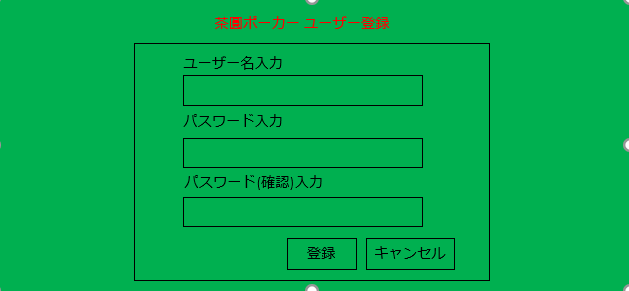 茶圓ポーカー ユーザー登録
ユーザー名入力
パスワード入力
パスワード(確認)入力
登録
キャンセル